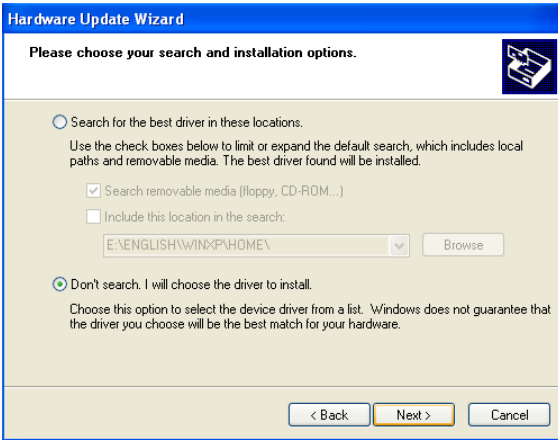 Hardware Update Wizard
Please choose your search and installation options.
Search for the best driver in these locations.
Use the check boxes below to limit or expand the default search, which includes local
paths and removable media. The best driver found will be installed.
Search removable media (floppy, CD-ROM...)
Include this location in the search:
E:\ENGLISH\WINXP\HOME\
Browse
Don't search. I will choose the driver to install.
Choose this option to select the device driver from a list. Windows does not guarantee that
the driver you choose will be the best match for your hardware.
< Back Next > Cancel